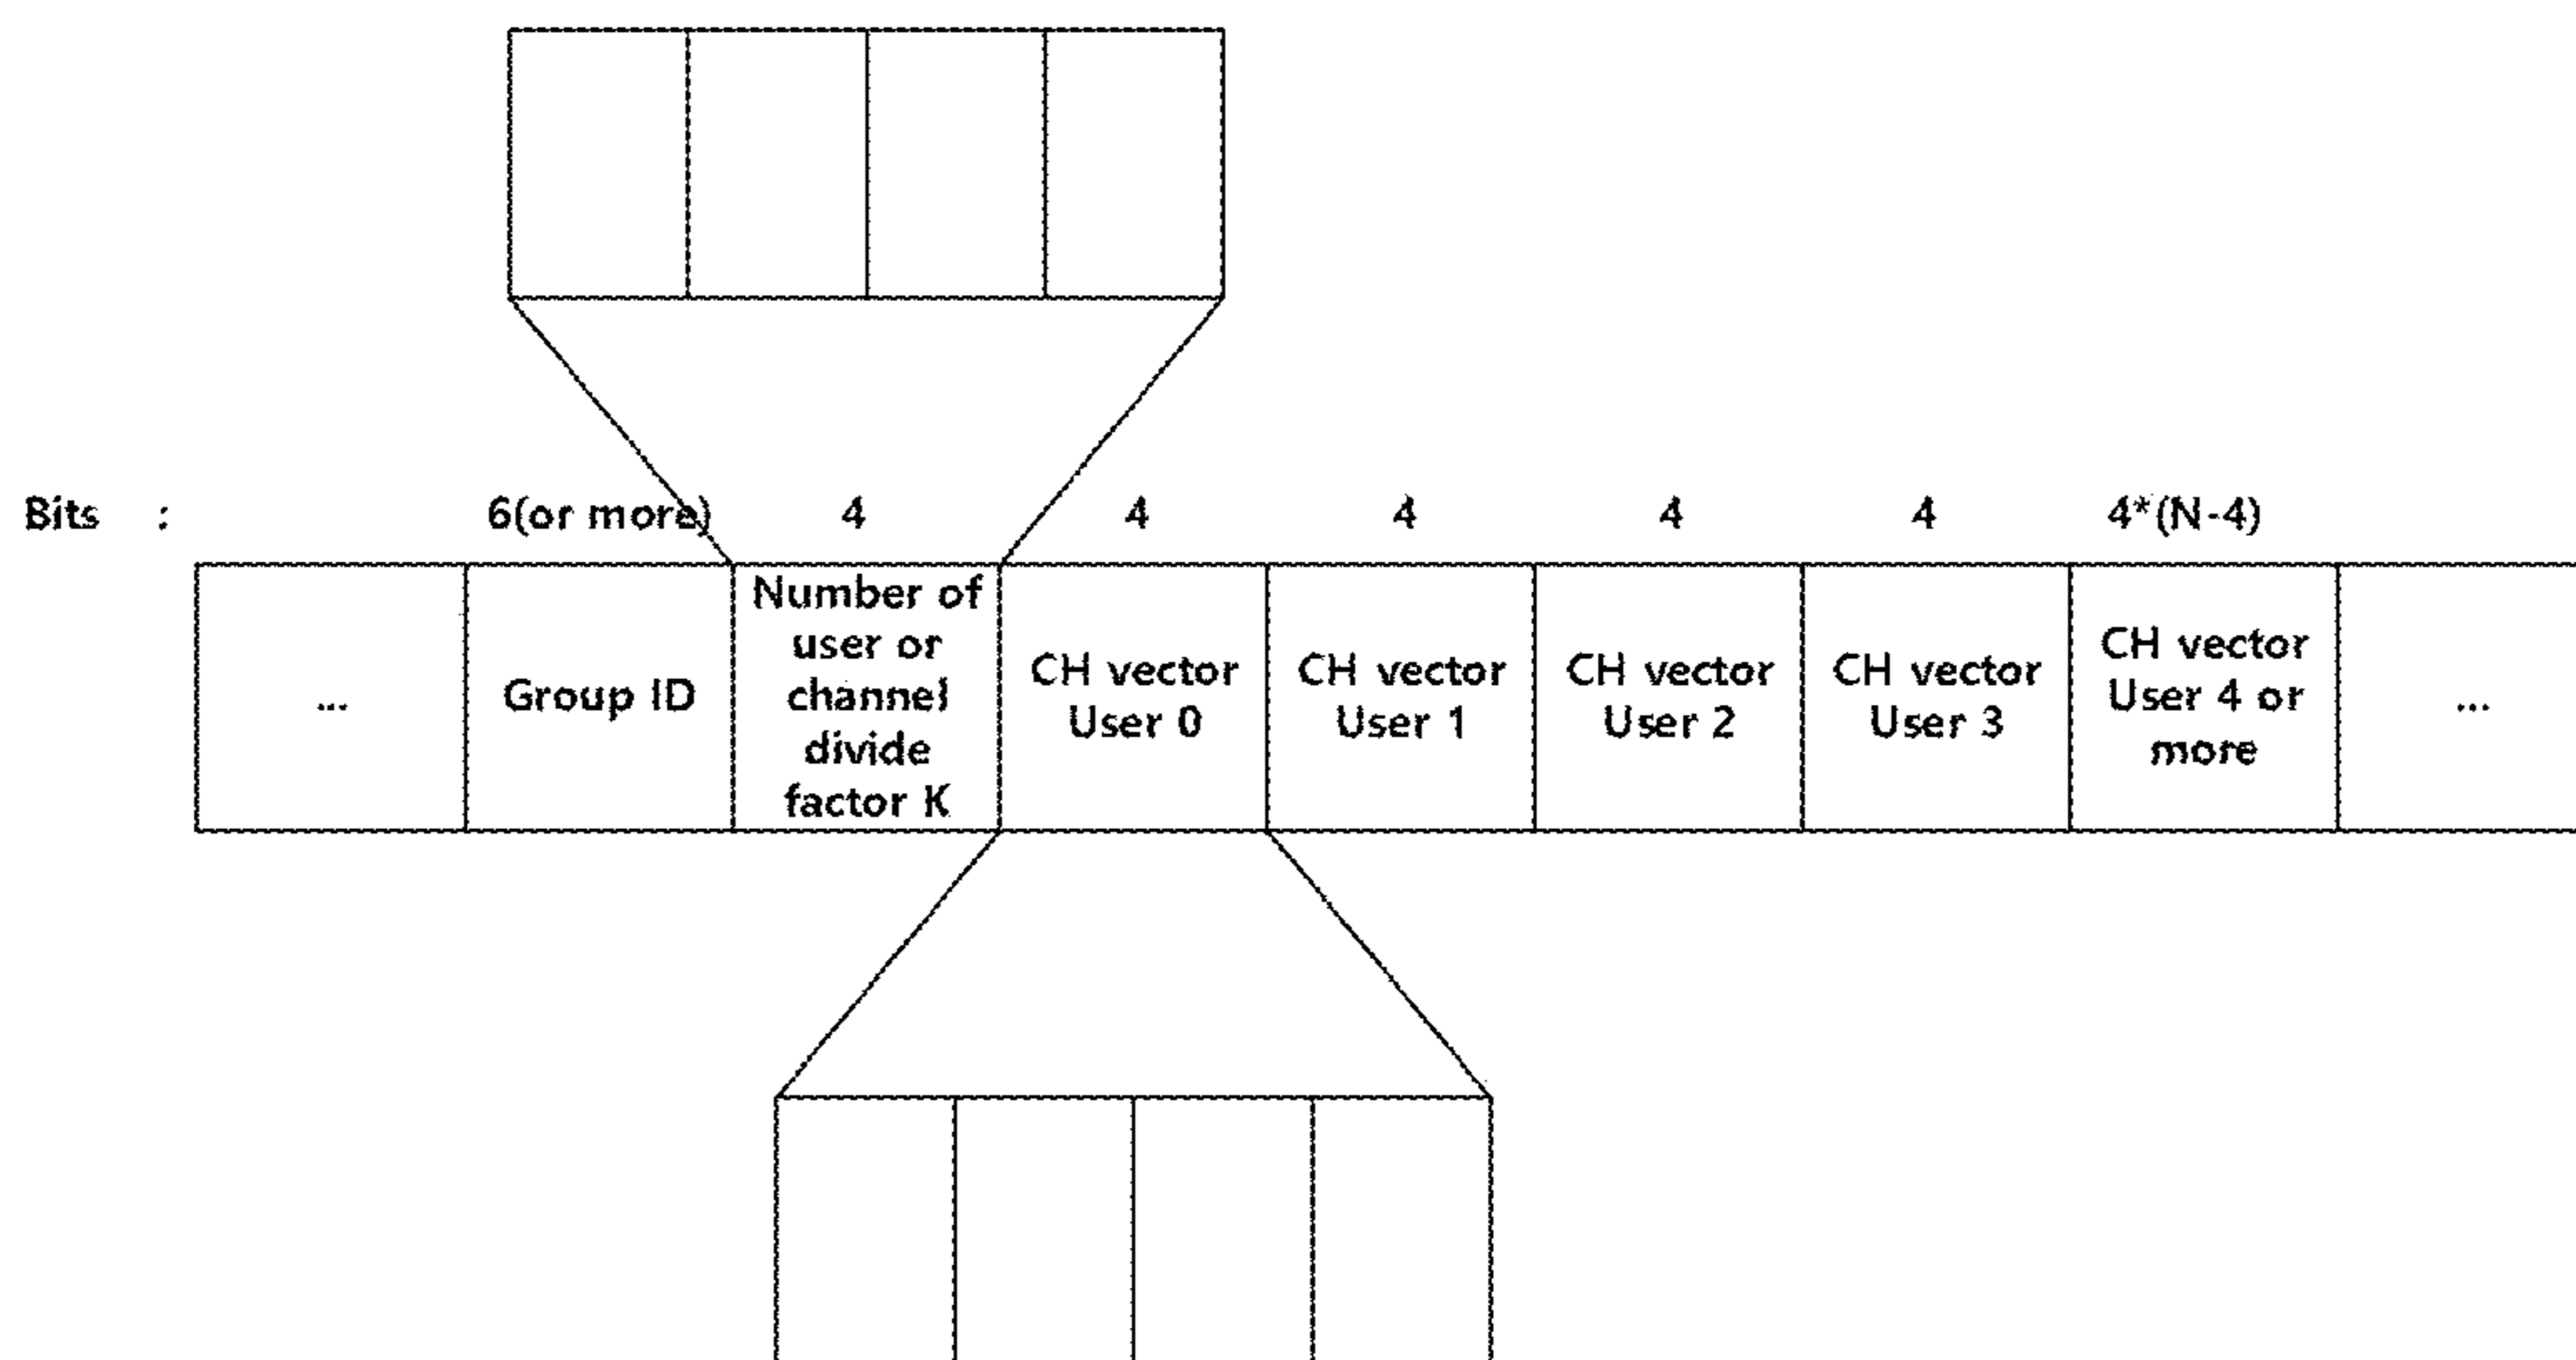 Bits : 6(or more) 4 4 4 4 4 4*(N-4)
...
Group ID
Number of
user or
channel
divide
factor K
CH vector
User 0
CH vector
User 1
CH vector
User 2
CH vector
User 3
CH vector
User 4 or
more
...